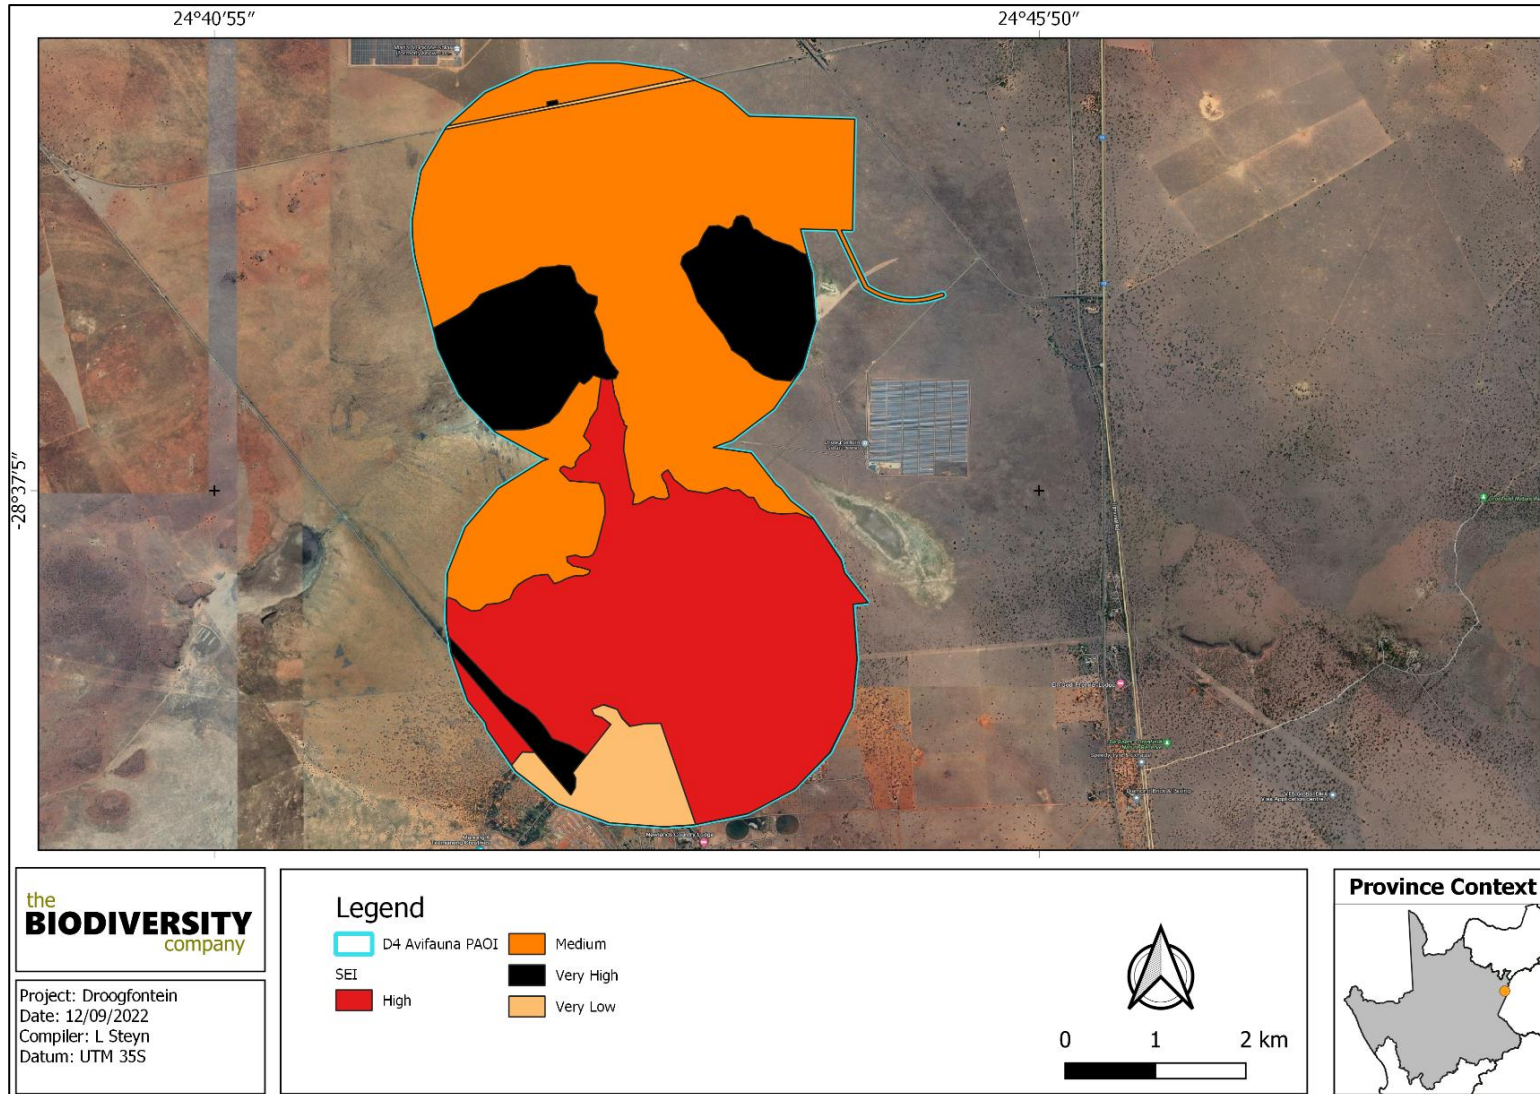 24°40′55″
24°45′50″
-28°37′5″
the
BIODIVERSITY
company
Project: Droogfontein
Date: 12/09/2022
Compiler: L Steyn
Datum: UTM 35S
Legend
D4 Avifauna PAOI
SEI
High
Medium
Very High
Very Low
0 1 2 km
Province Context